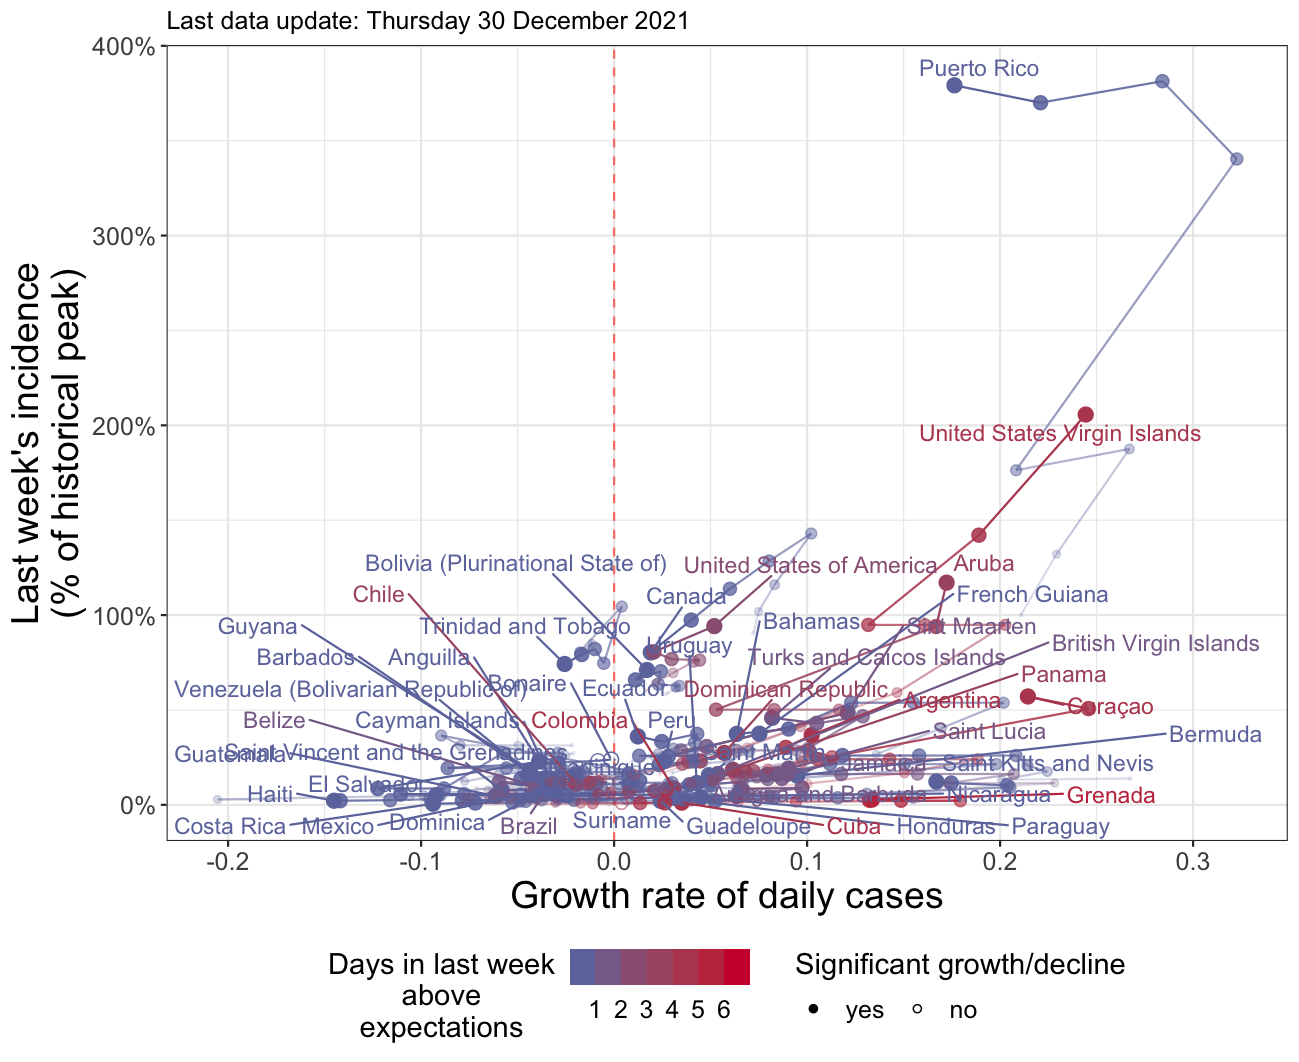 Last data update: Thursday 30 December 2021
400%
Puerto Rico
300%
Last week's incidence
(% of historical peak)
200%
United States Virgin Islands
Bolivia (Plurinational State of)
United States of America
Aruba
Chile
Canada
French Guiana
100%
Guyana
Trinidad and Tobago
Bahamas
Sint Maarten
Uruguay
British Virgin Islands
Barbados
Anguilla
Turks and Caicos Islands
Panama
Venezuela (Bolivarian Republic of)
Bonaire
Ecuador
Dominican Republic
Argentina
Curaçao
Belize
Cayman Islands
Colombia
Peru
Saint Lucia
Bermuda
Guatemala
Saint Vincent and the Grenadines
Saint Martin
Jamaica
Saint Kitts and Nevis
Martinique
El Salvador
Haiti
Antigua and Barbuda
Nicaragua
Grenada
0%
Costa Rica
Mexico
Dominica
Brazil
Suriname
Guadeloupe
Cuba
Honduras
Paraguay
-0.2
-0.1
0.0
0.1
0.2
0.3
Growth rate of daily cases
Days in last week
above
expectations
1 2 3 4 5 6
Significant growth/decline
yes
no